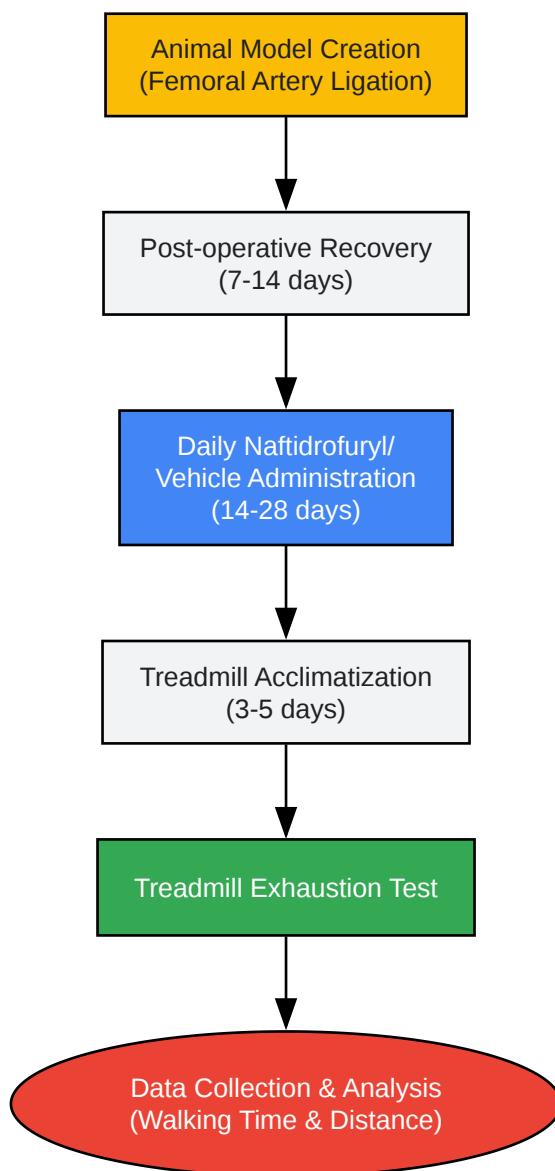 Animal Model Creation
(Femoral Artery Ligation)
Post-operative Recovery
(7-14 days)
Daily Naftidrofuryl/
Vehicle Administration
(14-28 days)
Treadmill Acclimatization
(3-5 days)
Treadmill Exhaustion Test
Data Collection & Analysis
(Walking Time & Distance)